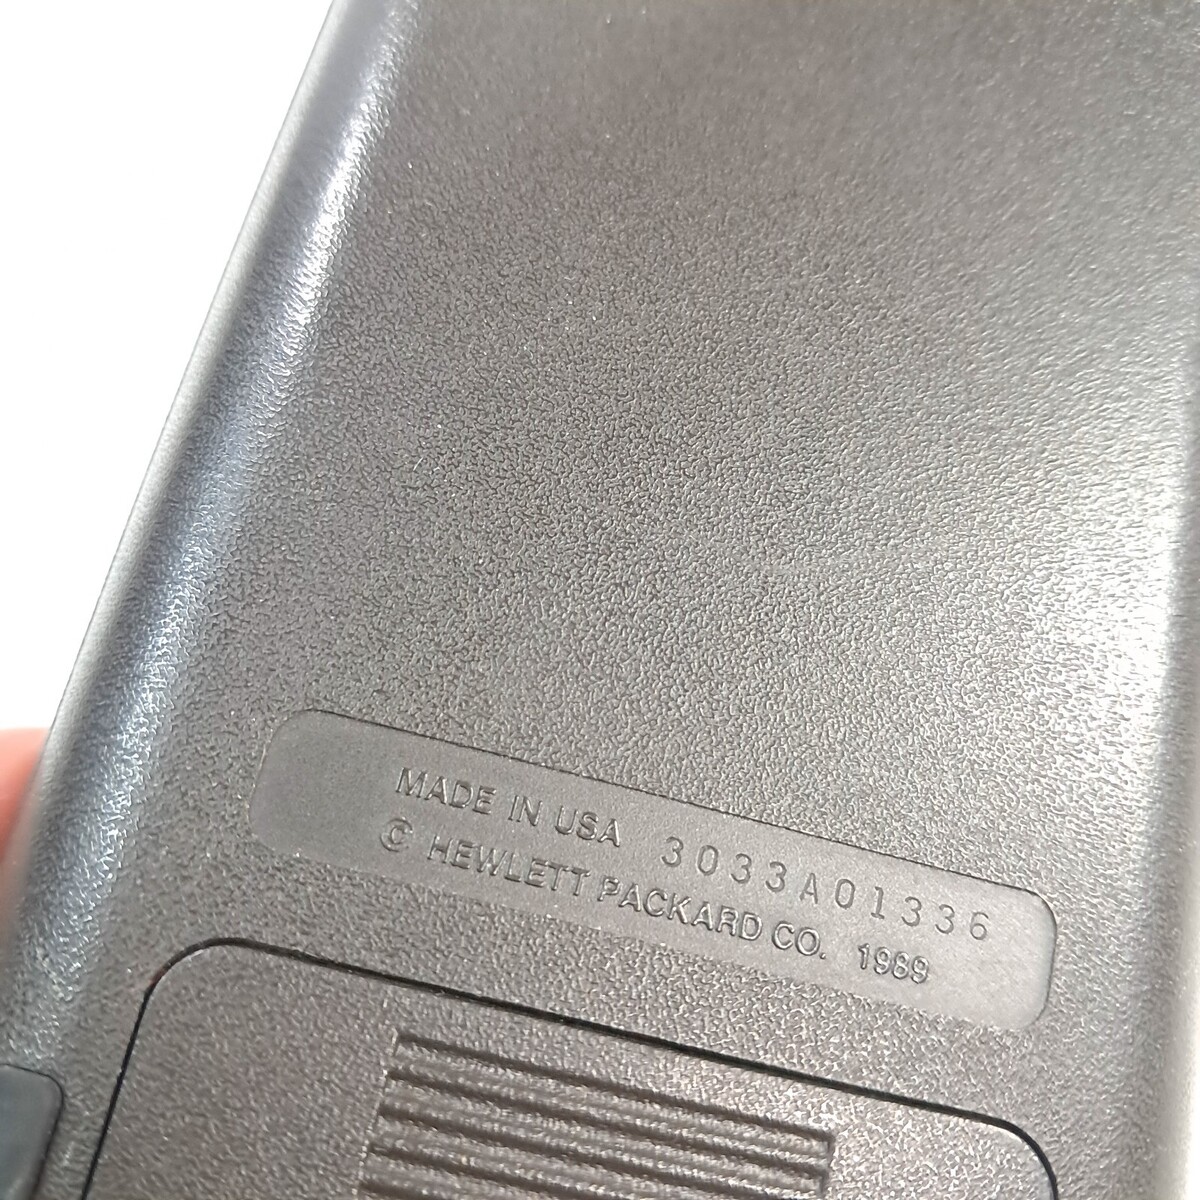 MADE IN USA 3033A01336
© HEWLETT PACKARD CO. 1989